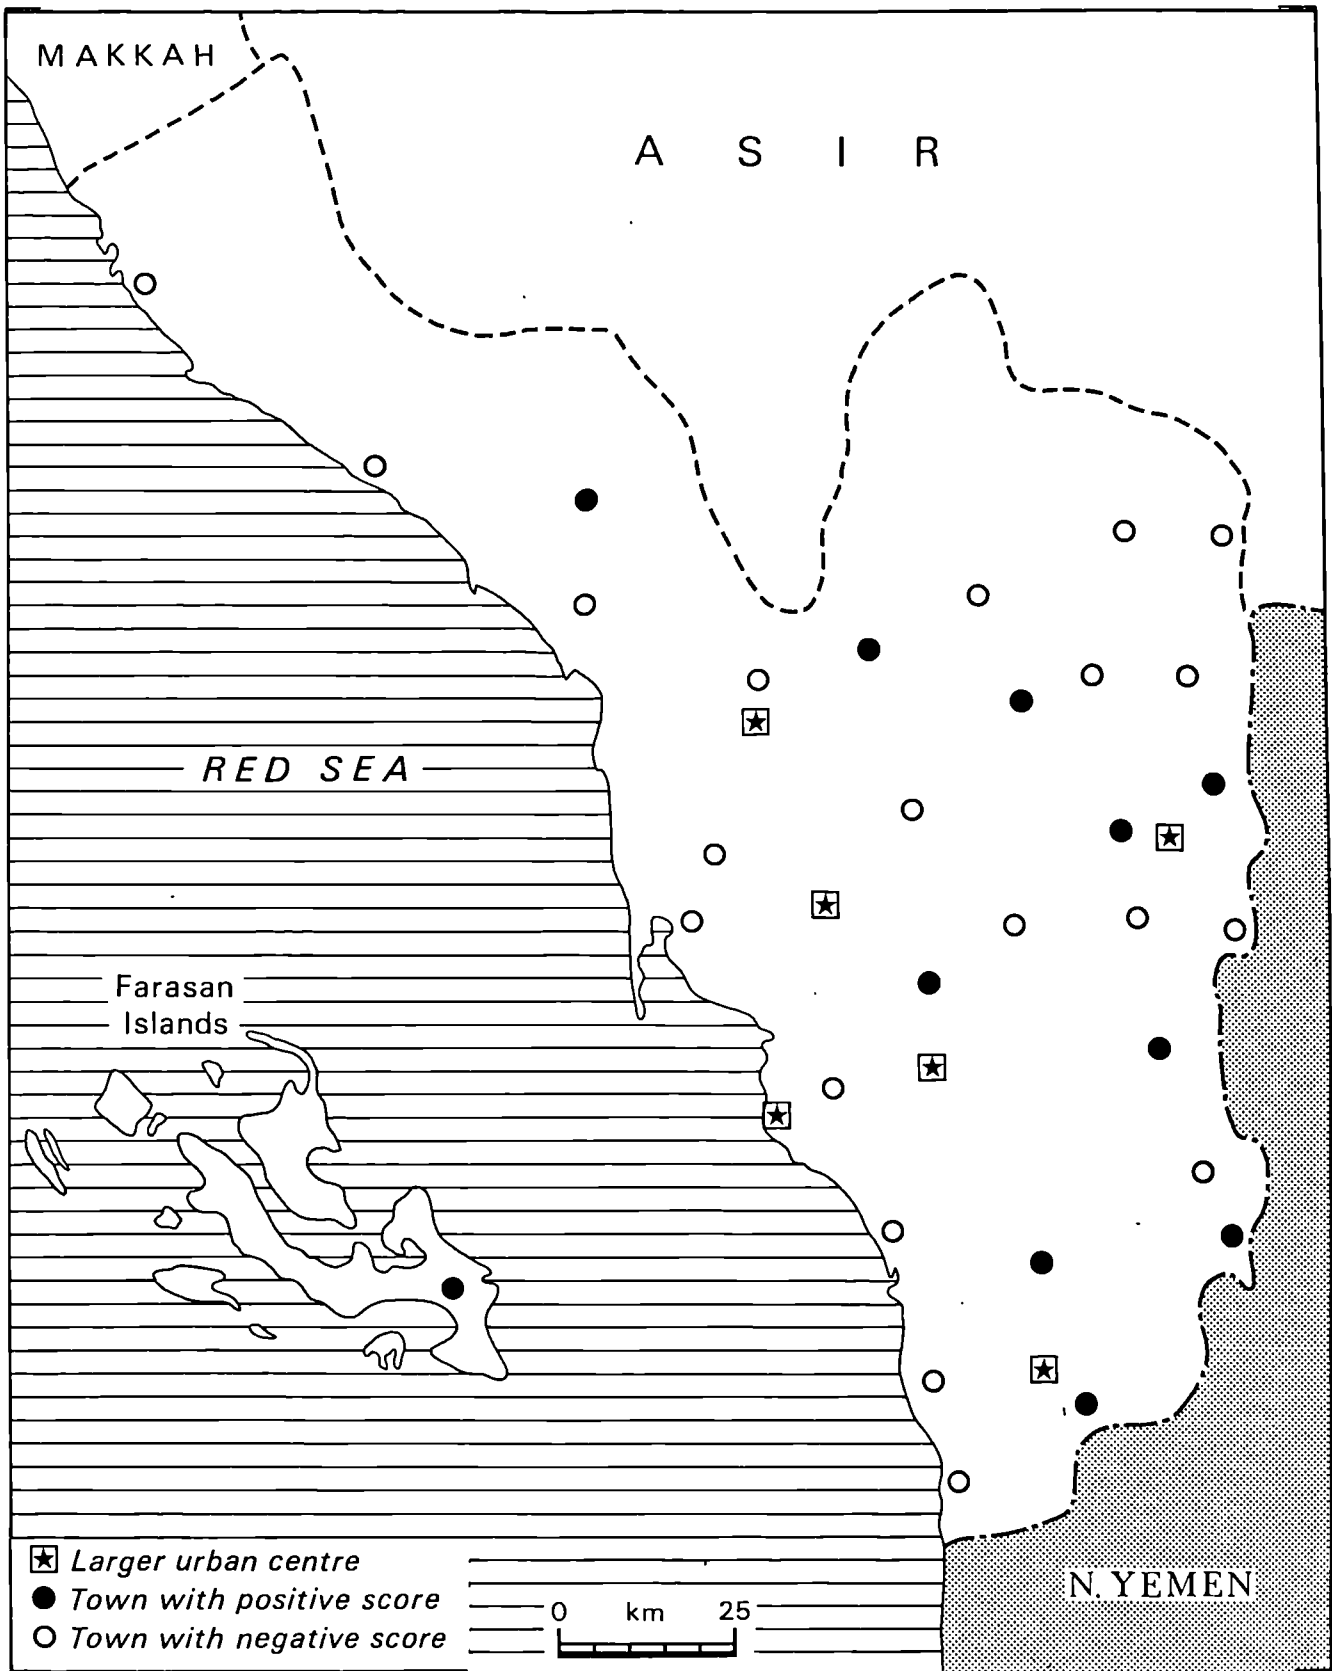 MAKKAH
ASIR
RED SEA
Farasan
Islands
Larger urban centre
Town with positive score
Town with negative score
0 km 25
N. YEMEN